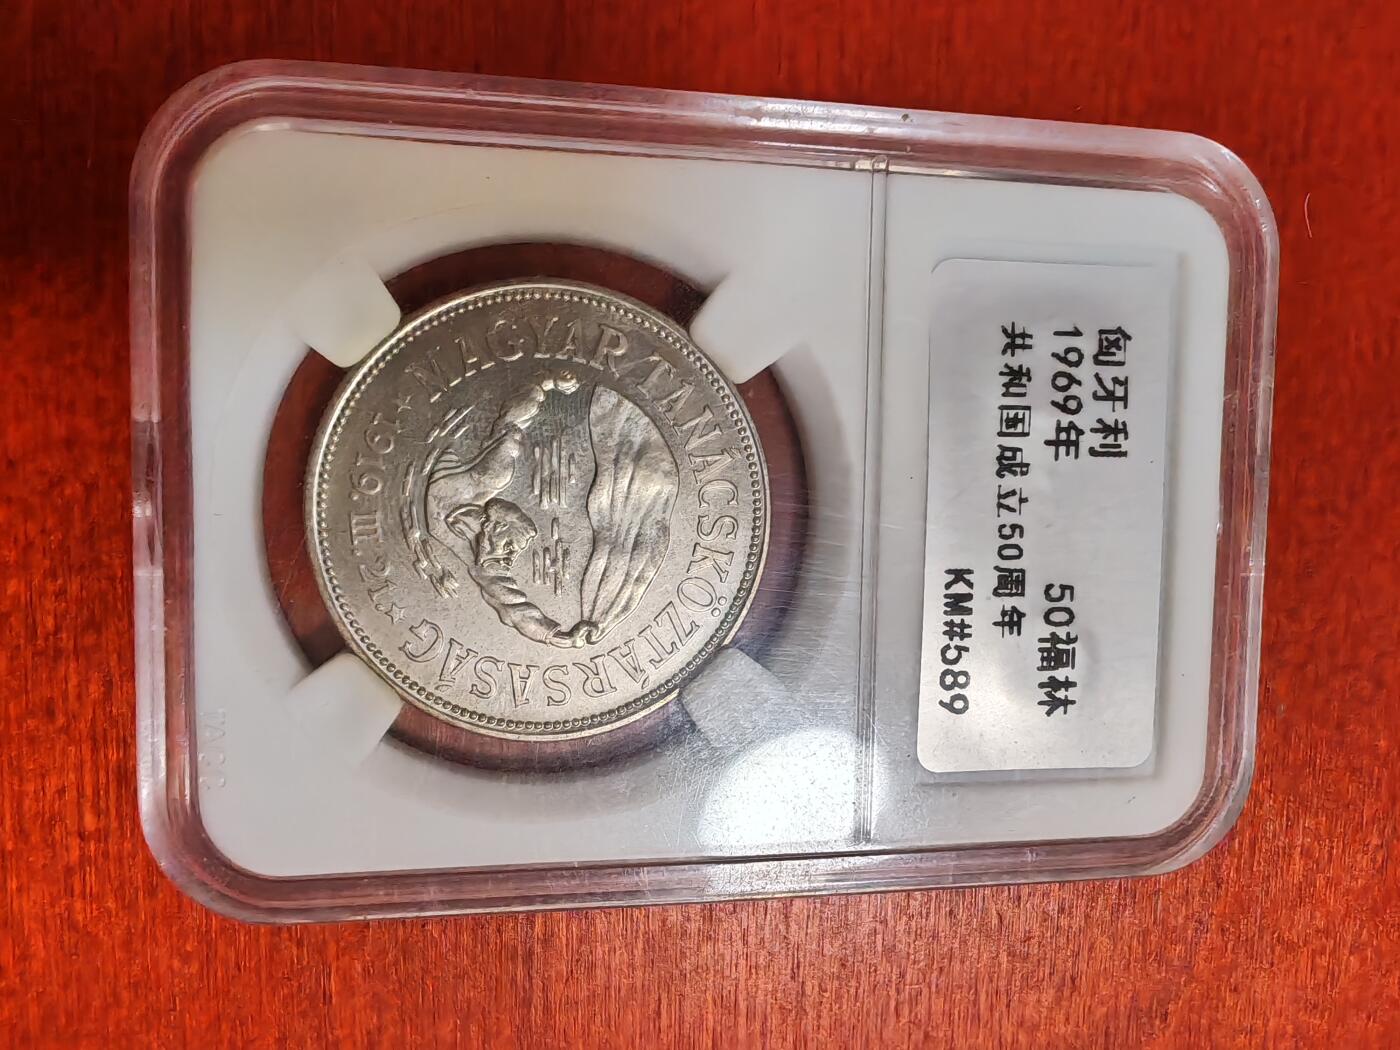 匈牙利
1969年 50福林
共和国成立50周年
KM#589
MAGYAR TANÁCSKÖZTÁRSASÁG
1919. III. 21.